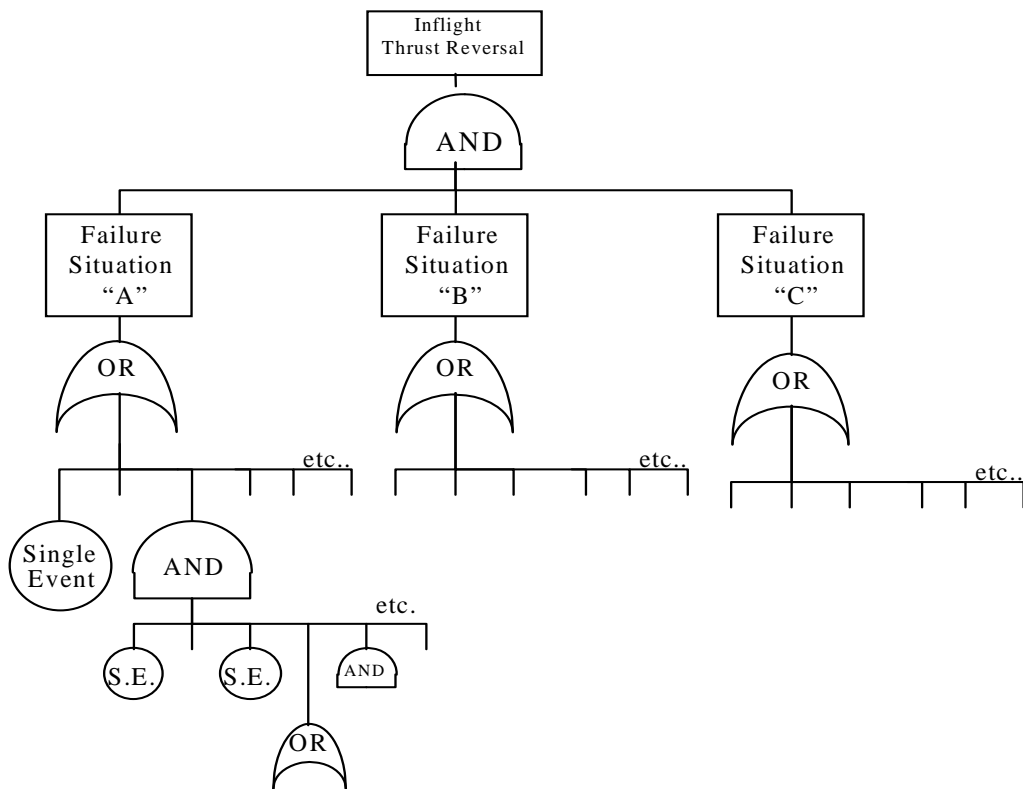 Inflight
Thrust Reversal
AND
Failure
Situation
“A”
Failure
Situation
“B”
Failure
Situation
“C”
OR
OR
OR
etc..
etc..
etc..
Single
Event
AND
etc.
S.E.
S.E.
AND
OR